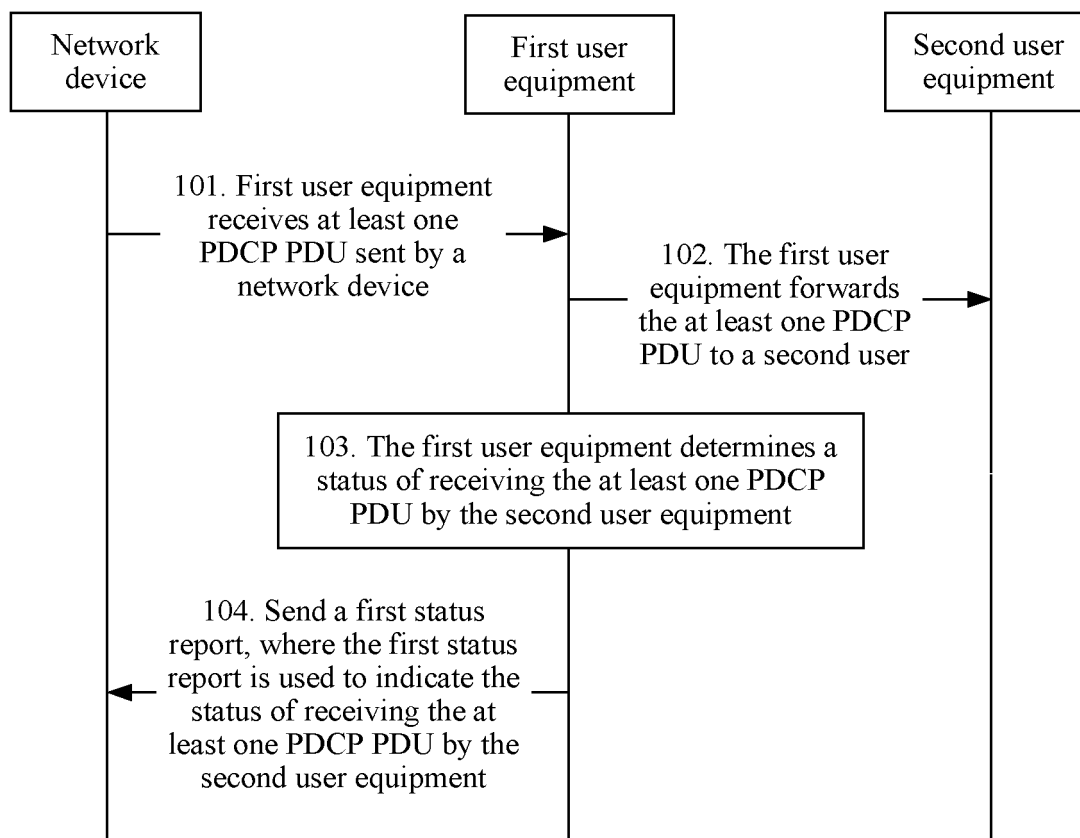 Network
device
First user
equipment
Second user
equipment
101. First user equipment
receives at least one
PDCP PDU sent by a
network device
102. The first user
equipment forwards
the at least one PDCP
PDU to a second user
103. The first user equipment determines a
status of receiving the at least one PDCP
PDU by the second user equipment
104. Send a first status
report, where the first status
report is used to indicate the
status of receiving the at
least one PDCP PDU by the
second user equipment